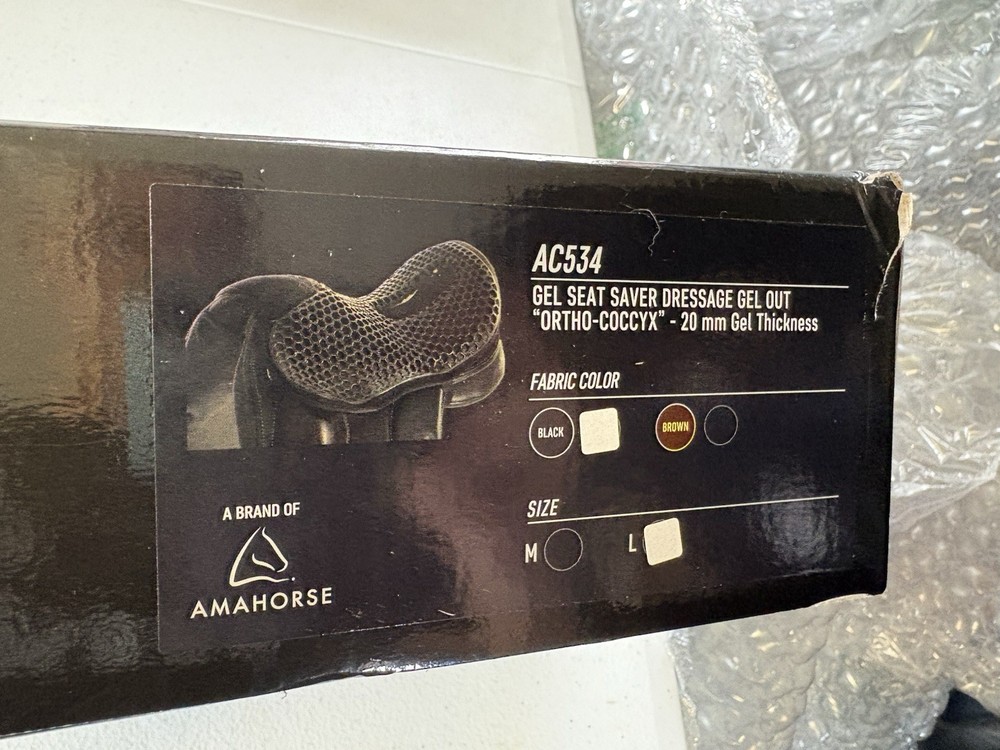 AC534
GEL SEAT SAVER DRESSAGE GEL OUT
“ORTHO-COCCYX” - 20 mm Gel Thickness
FABRIC COLOR
BLACK BROWN
SIZE
M L
A BRAND OF
AMAHORSE